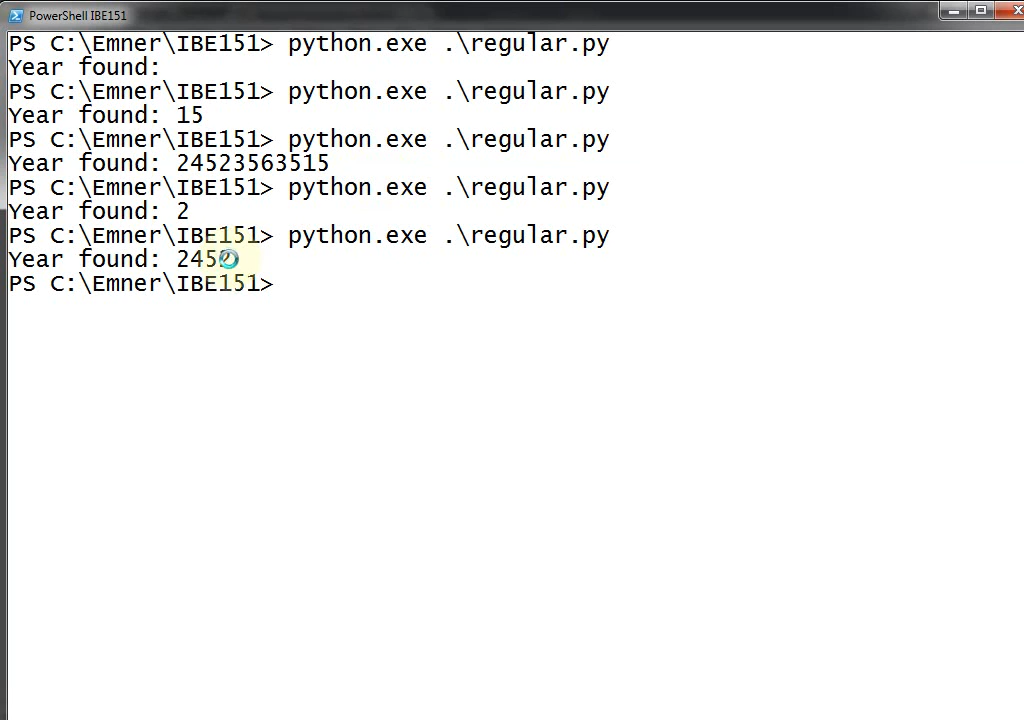 PowerShell IBE151
PS C:\Emner\IBE151> python.exe .\regular.py
Year found:
PS C:\Emner\IBE151> python.exe .\regular.py
Year found: 15
PS C:\Emner\IBE151> python.exe .\regular.py
Year found: 24523563515
PS C:\Emner\IBE151> python.exe .\regular.py
Year found: 2
PS C:\Emner\IBE151> python.exe .\regular.py
Year found: 2452
PS C:\Emner\IBE151>